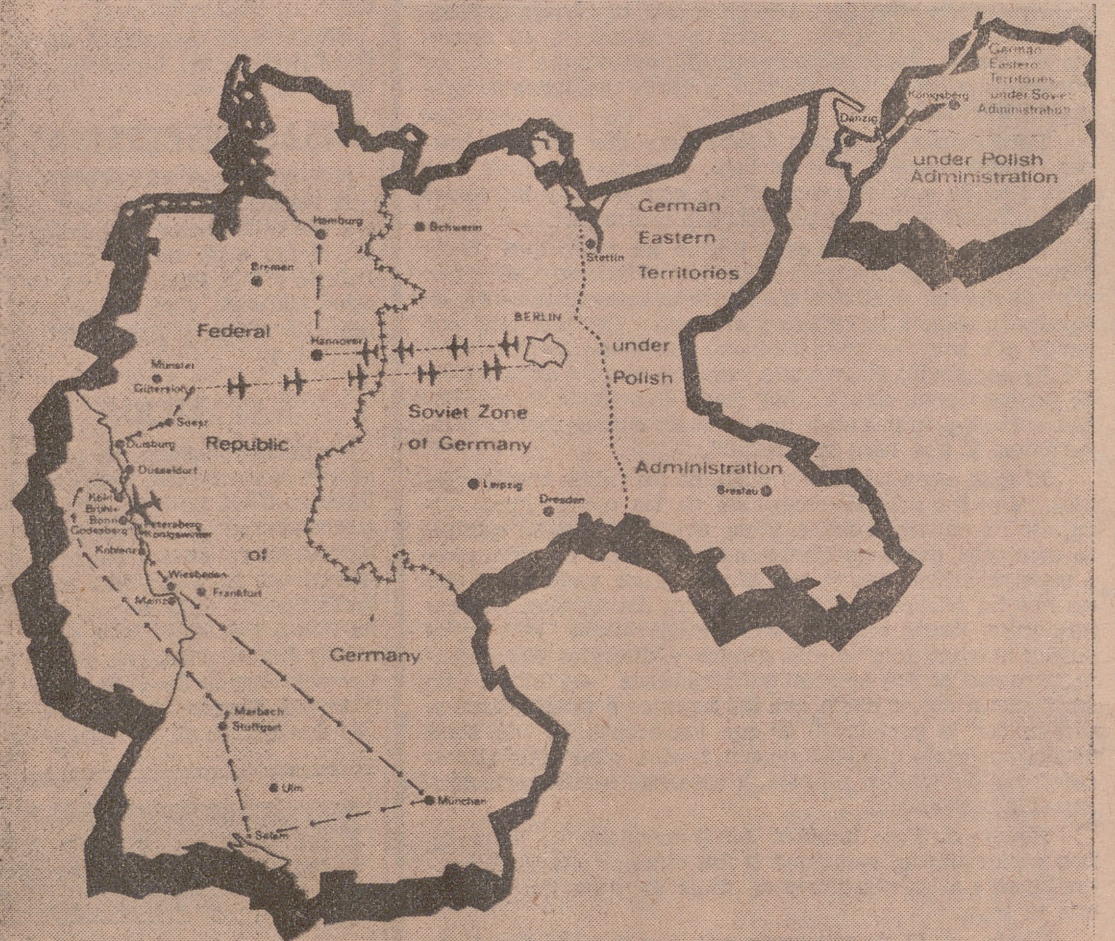 German
Eastern
Territories
under Soviet
Administration
Königsberg
Danzig
under Polish
Administration
German
Eastern
Territories
under
Polish
Administration
Hamburg
Schwerin
Stettin
Bremen
BERLIN
Federal
Hannover
Münster
Gütersloh
Soviet Zone
of Germany
Soest
Republic
Duisburg
Düsseldorf
Leipzig
Breslau
Dresden
Köln
Brühl
Bonn
Godesberg
Petersberg
Königswinter
Koblenz
of
Wiesbaden
Frankfurt
Mainz
Germany
Marbach
Stuttgart
Ulm
München
Salem